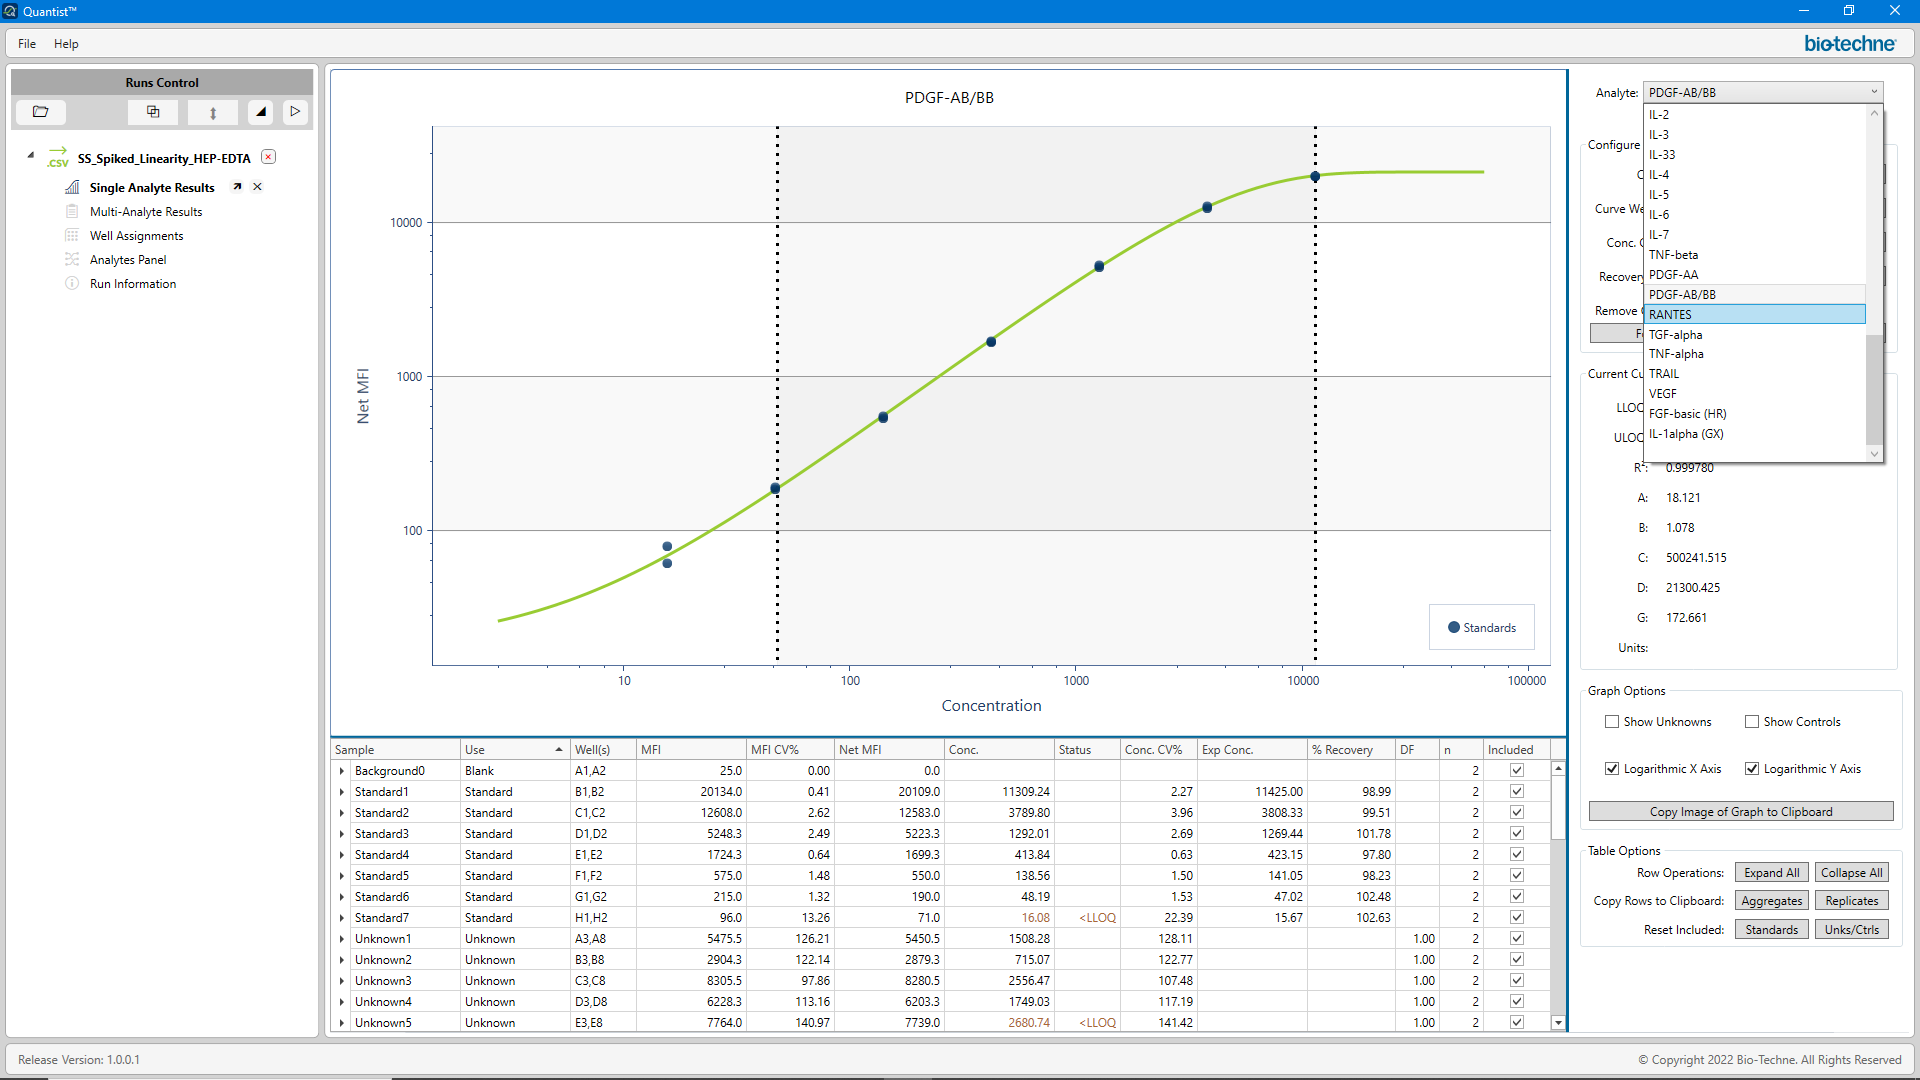 Quantist™
File Help
bio-techne
Runs Control
.csv SS_Spiked_Linearity_HEP-EDTA
Single Analyte Results
Multi-Analyte Results
Well Assignments
Analytes Panel
Run Information
PDGF-AB/BB
Net MFI
10000
1000
100
10 100 1000 10000 100000
Concentration
Standards
Sample Use Well(s) MFI MFI CV% Net MFI Conc. Status Conc. CV% Exp Conc. % Recovery DF n Included
Background0 Blank A1,A2 25.0 0.00 0.0 2
Standard1 Standard B1,B2 20134.0 0.41 20109.0 11309.24 2.27 11425.00 98.99 2
Standard2 Standard C1,C2 12608.0 2.62 12583.0 3789.80 3.96 3808.33 99.51 2
Standard3 Standard D1,D2 5248.3 2.49 5223.3 1292.01 2.69 1269.44 101.78 2
Standard4 Standard E1,E2 1724.3 0.64 1699.3 413.84 0.63 423.15 97.80 2
Standard5 Standard F1,F2 575.0 1.48 550.0 138.56 1.50 141.05 98.23 2
Standard6 Standard G1,G2 215.0 1.32 190.0 48.19 1.53 47.02 102.48 2
Standard7 Standard H1,H2 96.0 13.26 71.0 16.08 <LLOQ 22.39 15.67 102.63 2
Unknown1 Unknown A3,A8 5475.5 126.21 5450.5 1508.28 128.11 1.00 2
Unknown2 Unknown B3,B8 2904.3 122.14 2879.3 715.07 122.77 1.00 2
Unknown3 Unknown C3,C8 8305.5 97.86 8280.5 2556.47 107.48 1.00 2
Unknown4 Unknown D3,D8 6228.3 113.16 6203.3 1749.03 117.19 1.00 2
Unknown5 Unknown E3,E8 7764.0 140.97 7739.0 2680.74 <LLOQ 141.42 1.00 2
Analyte: PDGF-AB/BB
IL-2
IL-3
IL-33
IL-4
IL-5
IL-6
IL-7
TNF-beta
PDGF-AA
PDGF-AB/BB
RANTES
TGF-alpha
TNF-alpha
TRAIL
VEGF
FGF-basic (HR)
IL-1alpha (GX)
Configure
Curve We
Conc. 
Recovery
Remove
Current Cu
LLOQ
ULOQ
R²: 0.999780
A: 18.121
B: 1.078
C: 500241.515
D: 21300.425
G: 172.661
Units:
Graph Options
Show Unknowns Show Controls
Logarithmic X Axis Logarithmic Y Axis
Copy Image of Graph to Clipboard
Table Options
Row Operations: Expand All Collapse All
Copy Rows to Clipboard: Aggregates Replicates
Reset Included: Standards Unks/Ctrls
Release Version: 1.0.0.1
© Copyright 2022 Bio-Techne. All Rights Reserved